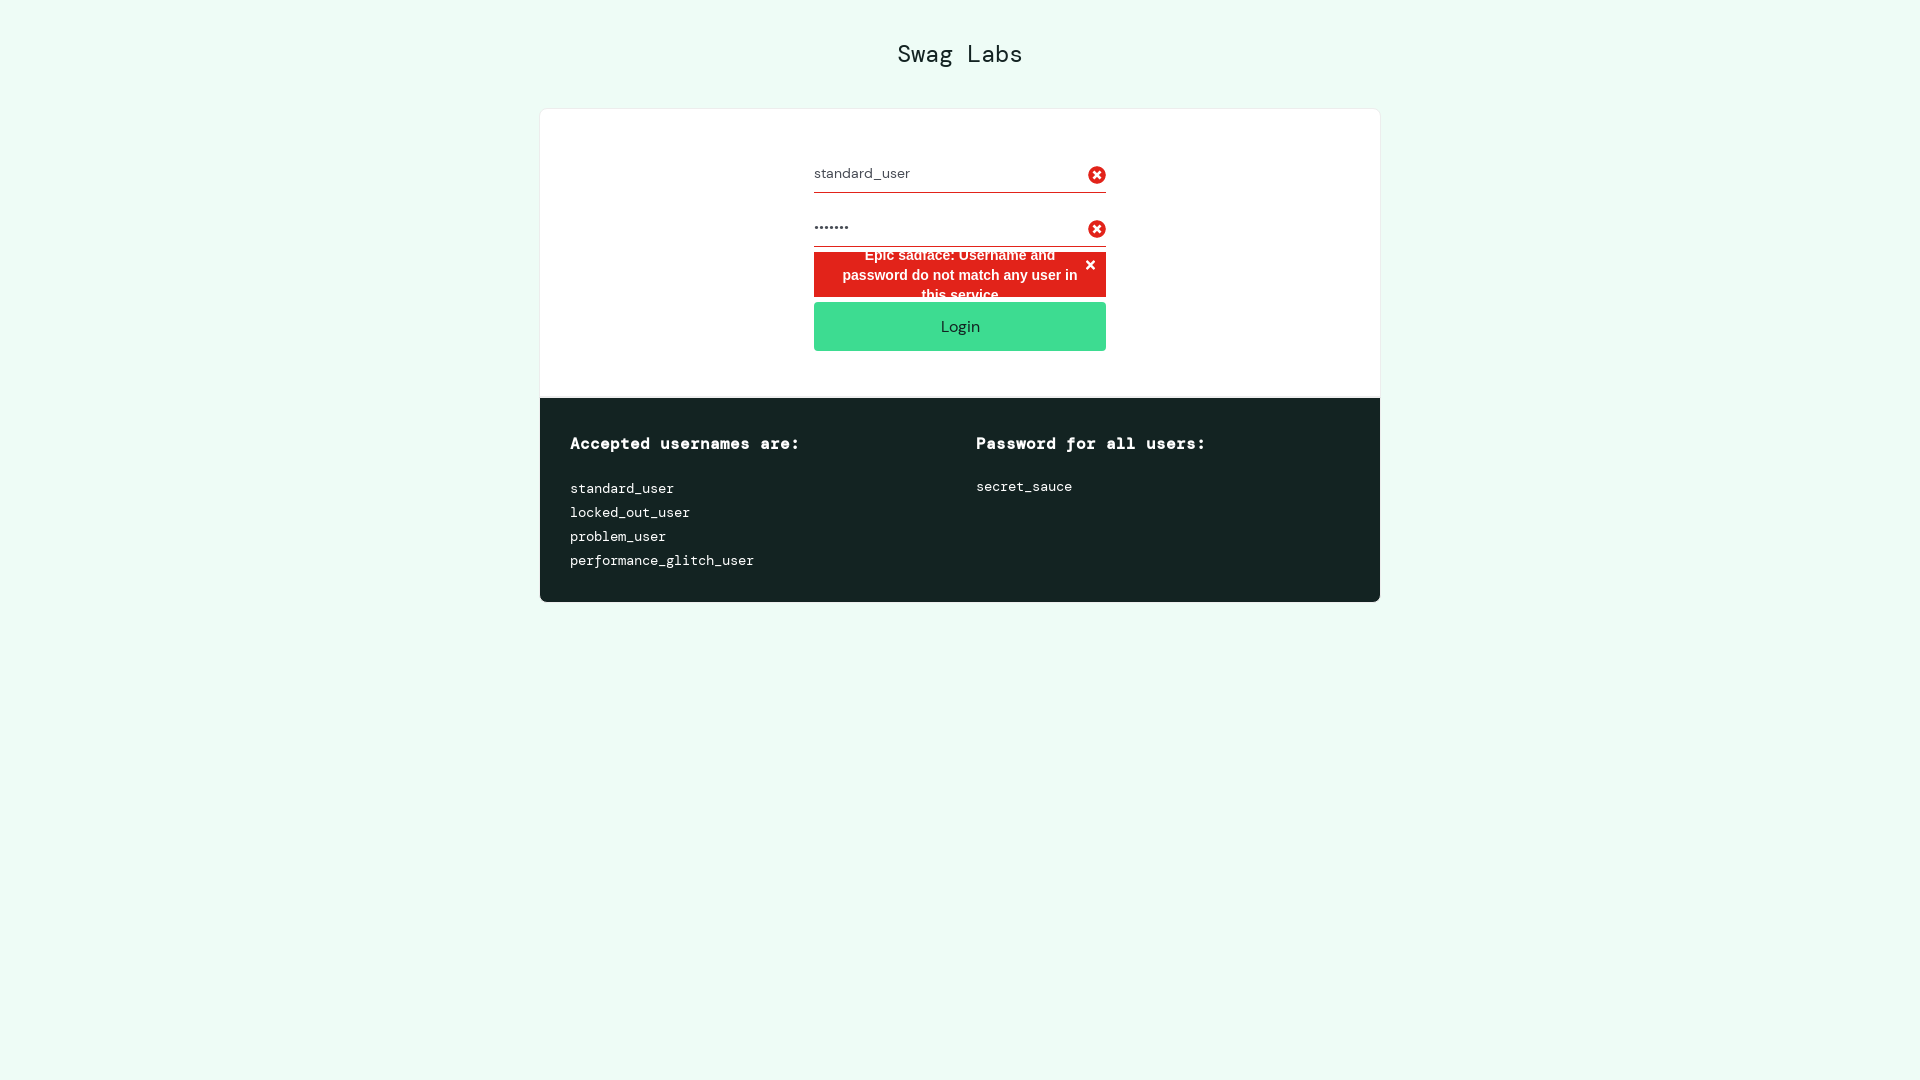 Swag Labs
standard_user
•••••••
Epic sadface: Username and
password do not match any user in
this service
Login
Accepted usernames are:
standard_user
locked_out_user
problem_user
performance_glitch_user
Password for all users:
secret_sauce